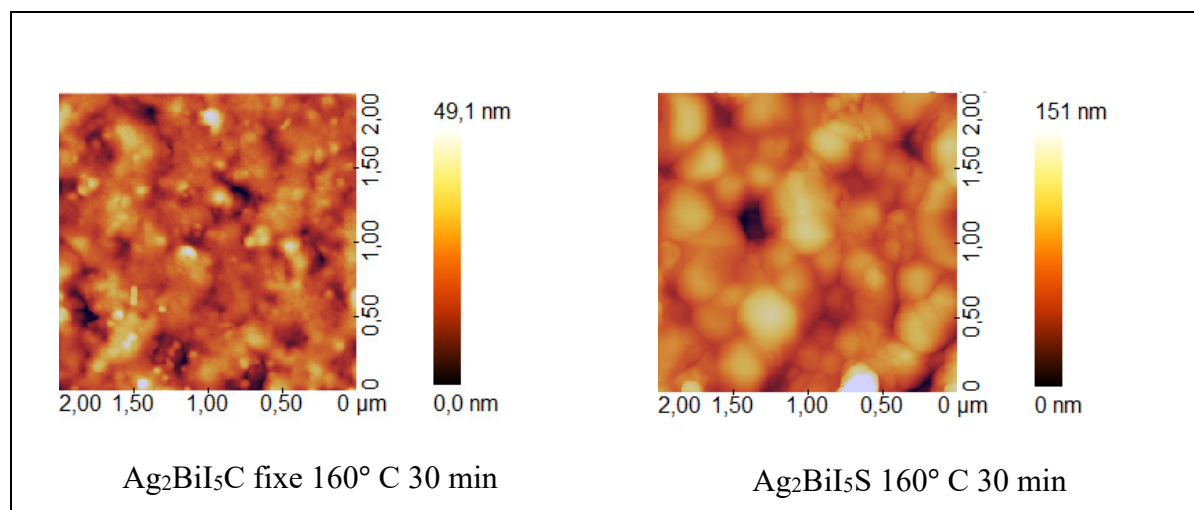 49,1 nm
2,00
1,50
1,00
0,50
0
0,0 nm
2,00 1,50 1,00 0,50 0 µm
151 nm
2,00
1,50
1,00
0,50
0
0 nm
2,00 1,50 1,00 0,50 0 µm
Ag₂BiI₅C fixe 160° C 30 min
Ag₂BiI₅S 160° C 30 min